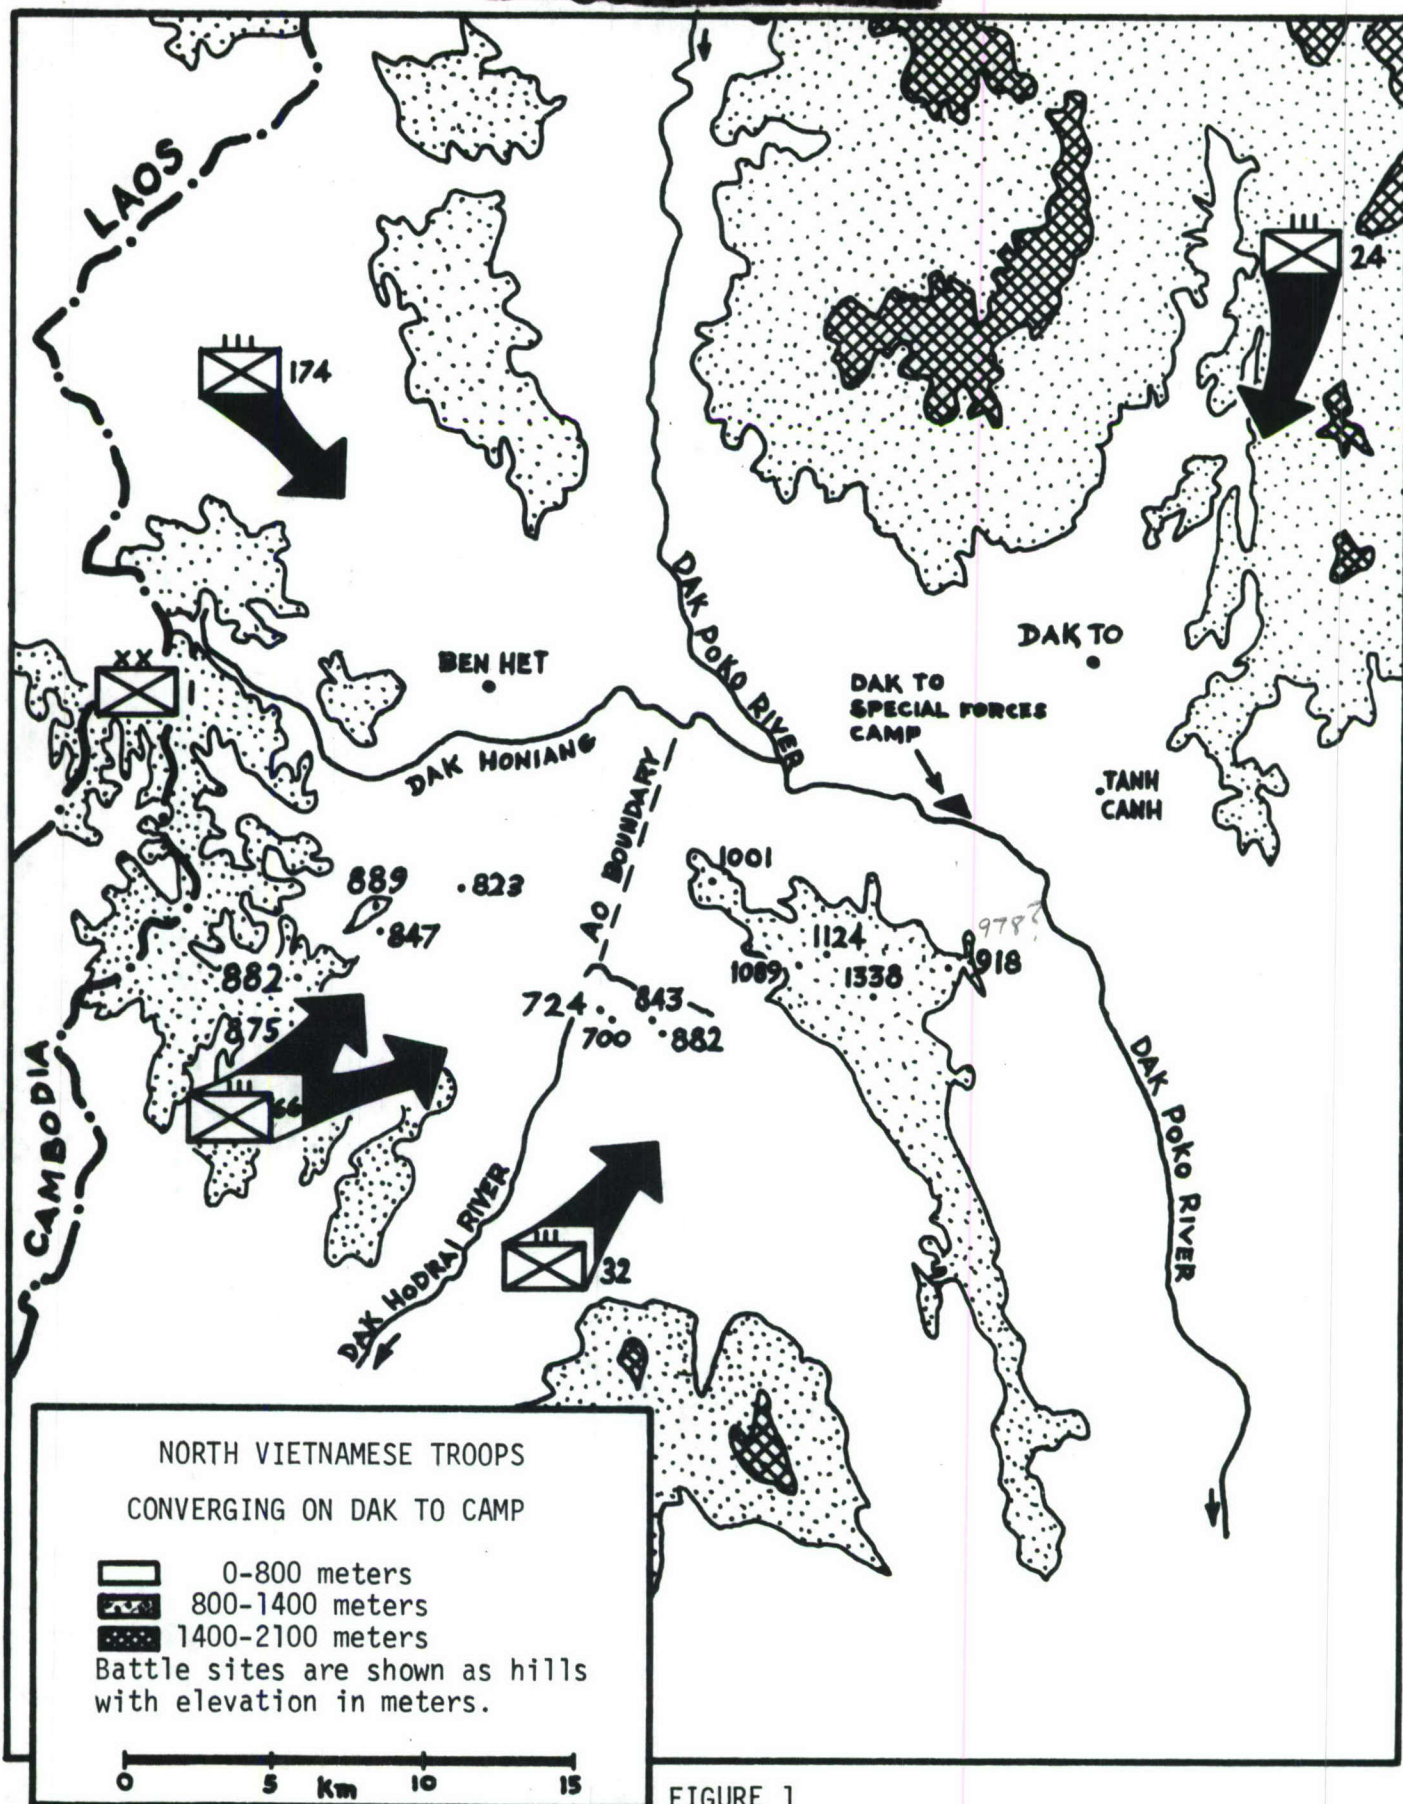 LAOS
24
174
DAK POKO RIVER
DAK TO
XX
1
BEN HET
DAK TO
SPECIAL FORCES
CAMP
DAK HONIANG
TANH
CANH
AO BOUNDARY
1001
889
823
847
978?
1124
918
882
1089
1338
724
843
875
700
882
CAMBODIA
66
DAK POKO RIVER
DAK HODRAI RIVER
32
NORTH VIETNAMESE TROOPS
CONVERGING ON DAK TO CAMP
0-800 meters
800-1400 meters
1400-2100 meters
Battle sites are shown as hills
with elevation in meters.
0 5 Km 10 15
FIGURE 1